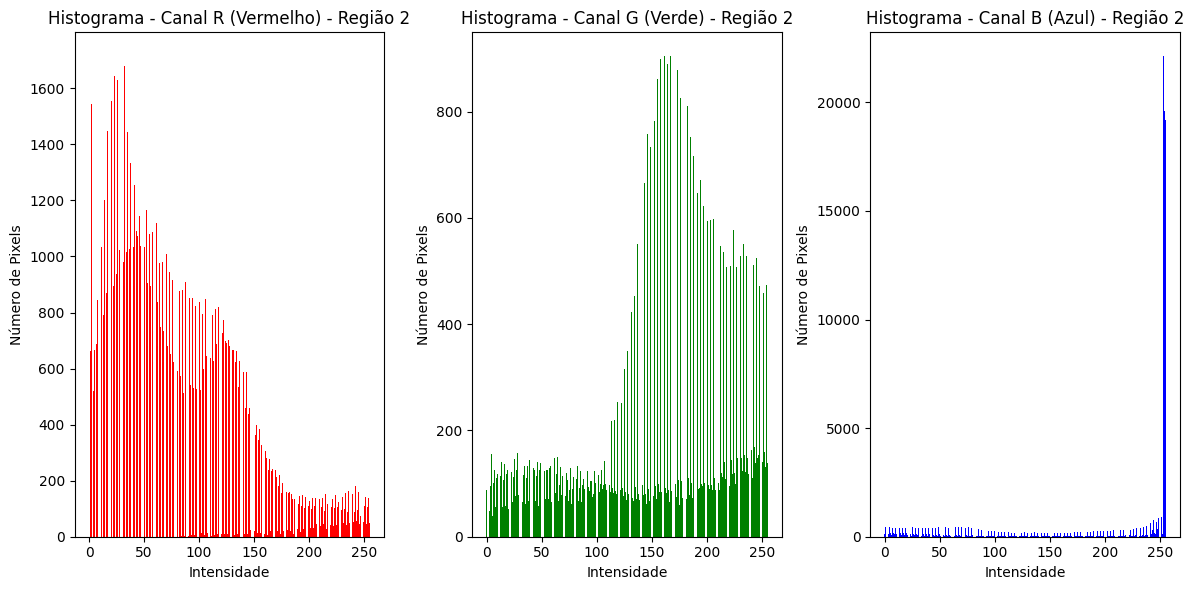 Histograma - Canal R (Vermelho) - Região 2
Número de Pixels
1600
1400
1200
1000
800
600
400
200
0
0 50 100 150 200 250
Intensidade
Histograma - Canal G (Verde) - Região 2
Número de Pixels
800
600
400
200
0
0 50 100 150 200 250
Intensidade
Histograma - Canal B (Azul) - Região 2
Número de Pixels
20000
15000
10000
5000
0
0 50 100 150 200 250
Intensidade